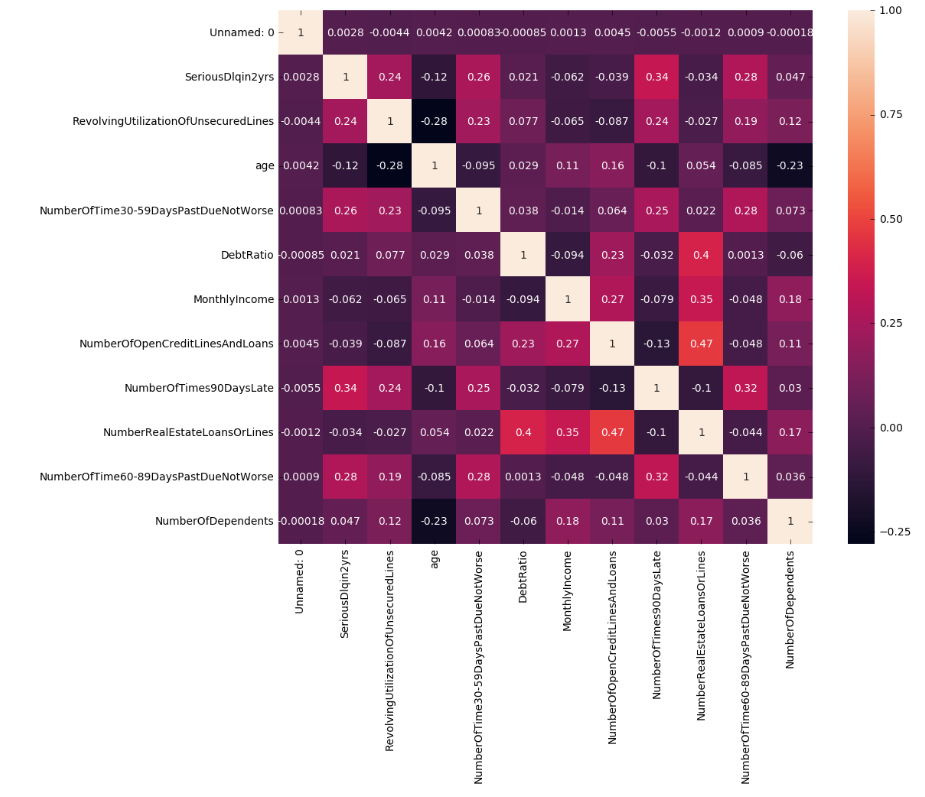 Unnamed: 0 1 0.0028 -0.0044 0.0042 0.00083 -0.00085 0.0013 0.0045 -0.0055 -0.0012 0.0009 -0.00018
SeriousDlqin2yrs 0.0028 1 0.24 -0.12 0.26 0.021 -0.062 -0.039 0.34 -0.034 0.28 0.047
RevolvingUtilizationOfUnsecuredLines -0.0044 0.24 1 -0.28 0.23 0.077 -0.065 -0.087 0.24 -0.027 0.19 0.12
age 0.0042 -0.12 -0.28 1 -0.095 0.029 0.11 0.16 -0.1 0.054 -0.085 -0.23
NumberOfTime30-59DaysPastDueNotWorse 0.00083 0.26 0.23 -0.095 1 0.038 -0.014 0.064 0.25 0.022 0.28 0.073
DebtRatio -0.00085 0.021 0.077 0.029 0.038 1 -0.094 0.23 -0.032 0.4 0.0013 -0.06
MonthlyIncome 0.0013 -0.062 -0.065 0.11 -0.014 -0.094 1 0.27 -0.079 0.35 -0.048 0.18
NumberOfOpenCreditLinesAndLoans 0.0045 -0.039 -0.087 0.16 0.064 0.23 0.27 1 -0.13 0.47 -0.048 0.11
NumberOfTimes90DaysLate -0.0055 0.34 0.24 -0.1 0.25 -0.032 -0.079 -0.13 1 -0.1 0.32 0.03
NumberRealEstateLoansOrLines -0.0012 -0.034 -0.027 0.054 0.022 0.4 0.35 0.47 -0.1 1 -0.044 0.17
NumberOfTime60-89DaysPastDueNotWorse 0.0009 0.28 0.19 -0.085 0.28 0.0013 -0.048 -0.048 0.32 -0.044 1 0.036
NumberOfDependents -0.00018 0.047 0.12 -0.23 0.073 -0.06 0.18 0.11 0.03 0.17 0.036 1
Unnamed: 0
SeriousDlqin2yrs
RevolvingUtilizationOfUnsecuredLines
age
NumberOfTime30-59DaysPastDueNotWorse
DebtRatio
MonthlyIncome
NumberOfOpenCreditLinesAndLoans
NumberOfTimes90DaysLate
NumberRealEstateLoansOrLines
NumberOfTime60-89DaysPastDueNotWorse
NumberOfDependents
1.00
0.75
0.50
0.25
0.00
−0.25